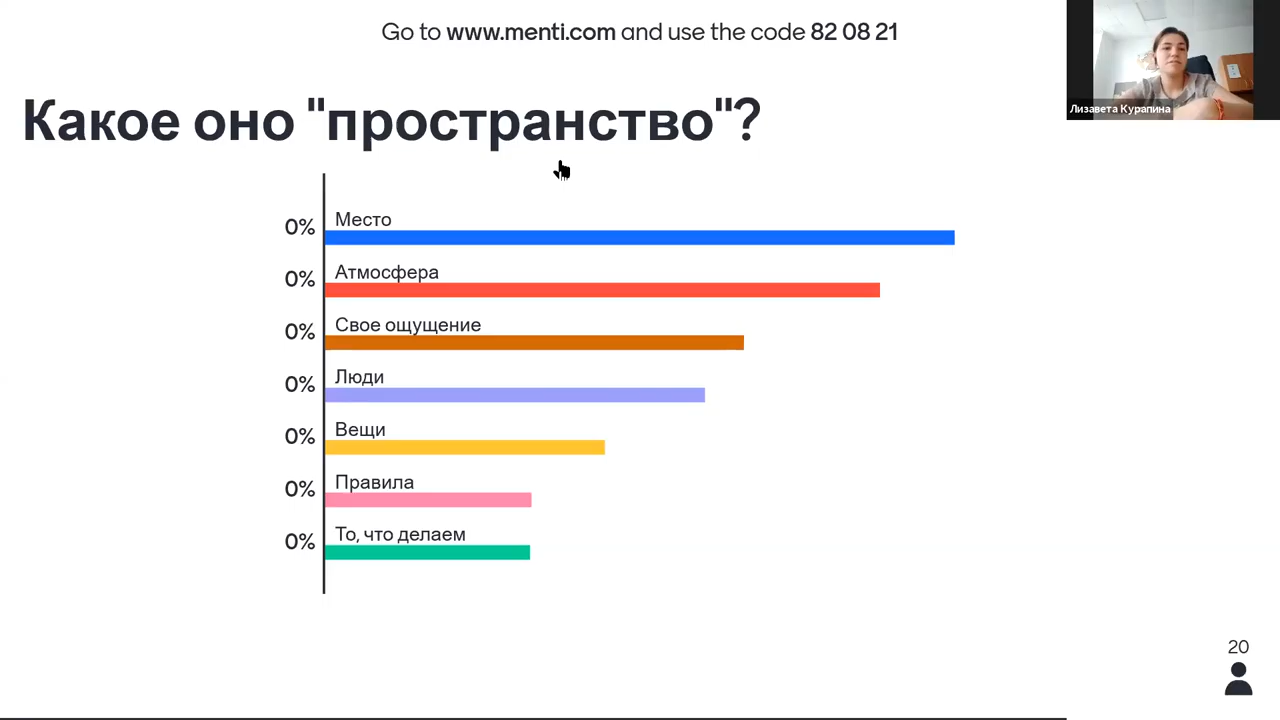 Go to www.menti.com and use the code 82 08 21
Лизавета Курапина
Какое оно "пространство"?
0% Место
0% Атмосфера
0% Свое ощущение
0% Люди
0% Вещи
0% Правила
0% То, что делаем
20